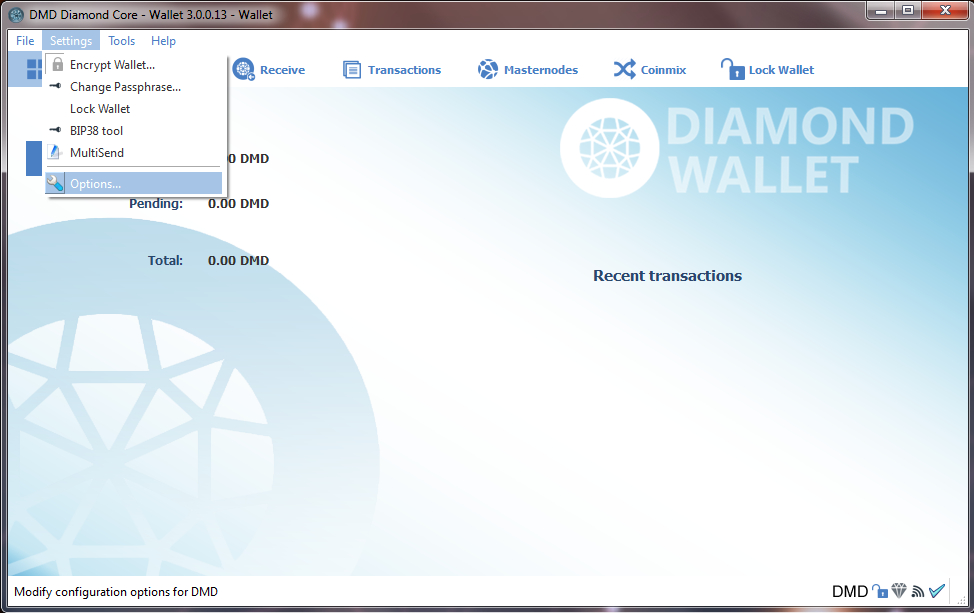 DMD Diamond Core - Wallet 3.0.0.13 - Wallet
File Settings Tools Help
Receive Transactions Masternodes Coinmix Lock Wallet
Encrypt Wallet...
Change Passphrase...
Lock Wallet
BIP38 tool
MultiSend
Options...
DIAMOND
WALLET
0 DMD
Pending: 0.00 DMD
Total: 0.00 DMD
Recent transactions
Modify configuration options for DMD
DMD